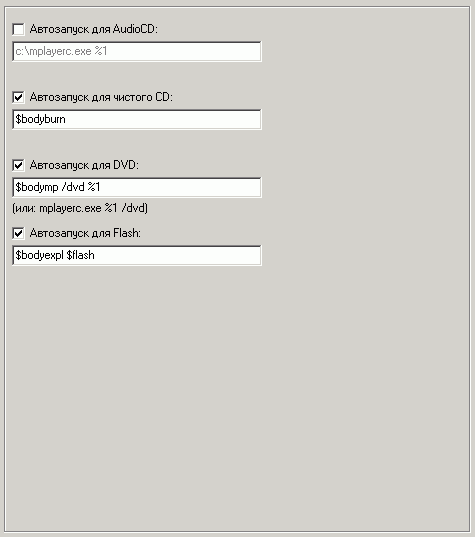 Автозапуск для AudioCD:
c:\mplayerc.exe %1
Автозапуск для чистого CD:
$bodyburn
Автозапуск для DVD:
$bodymp /dvd %1
(или: mplayerc.exe %1 /dvd)
Автозапуск для Flash:
$bodyexpl $flash